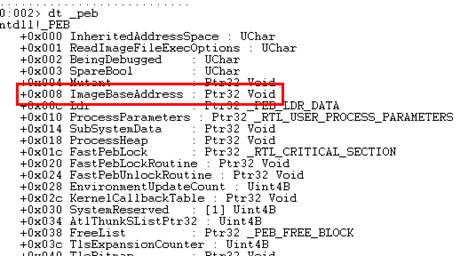 0:002> dt _peb
ntdll!_PEB
+0x000 InheritedAddressSpace : UChar
+0x001 ReadImageFileExecOptions : UChar
+0x002 BeingDebugged : UChar
+0x003 SpareBool : UChar
+0x004 Mutant : Ptr32 Void
+0x008 ImageBaseAddress : Ptr32 Void
+0x00c Ldr : Ptr32 _PEB_LDR_DATA
+0x010 ProcessParameters : Ptr32 _RTL_USER_PROCESS_PARAMETERS
+0x014 SubSystemData : Ptr32 Void
+0x018 ProcessHeap : Ptr32 Void
+0x01c FastPebLock : Ptr32 _RTL_CRITICAL_SECTION
+0x020 FastPebLockRoutine : Ptr32 Void
+0x024 FastPebUnlockRoutine : Ptr32 Void
+0x028 EnvironmentUpdateCount : Uint4B
+0x02c KernelCallbackTable : Ptr32 Void
+0x030 SystemReserved : [1] Uint4B
+0x034 AtlThunkSListPtr32 : Uint4B
+0x038 FreeList : Ptr32 _PEB_FREE_BLOCK
+0x03c TlsExpansionCounter : Uint4B
+0x040 TlsBitmap : Ptr32 Void